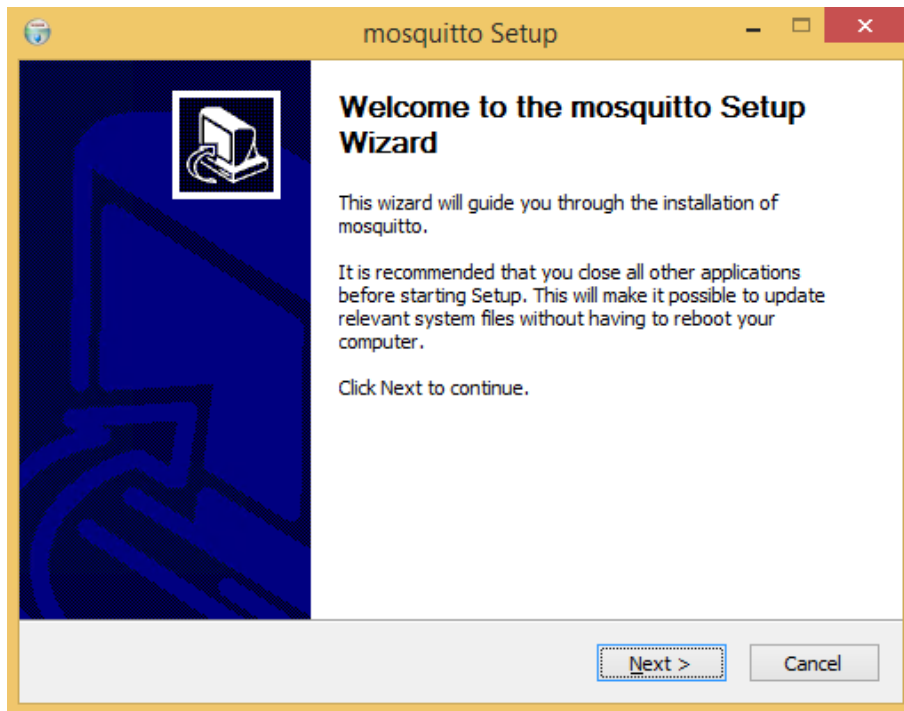 mosquitto Setup
Welcome to the mosquitto Setup
Wizard
This wizard will guide you through the installation of
mosquitto.
It is recommended that you close all other applications
before starting Setup. This will make it possible to update
relevant system files without having to reboot your
computer.
Click Next to continue.
Next >
Cancel